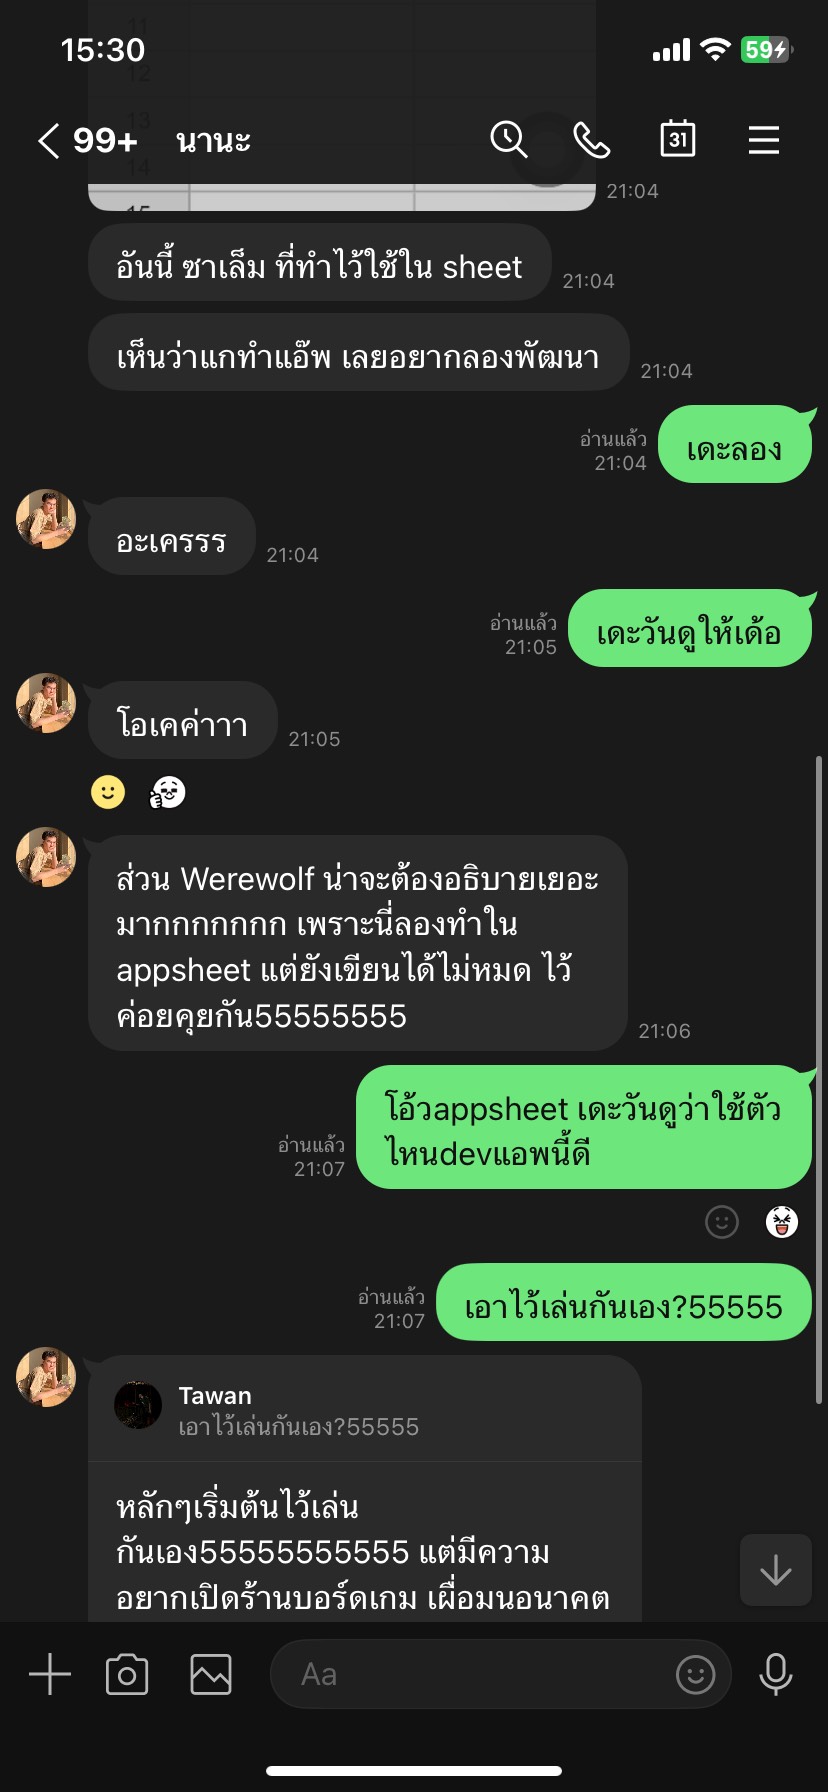 11
15:30
59
12
13
99+
นานะ
31
14
15
21:04
อันนี้ ซาเล็ม ที่ทำไว้ใช้ใน sheet
21:04
เห็นว่าแกทำแอ๊พ เลยอยากลองพัฒนา
21:04
อ่านแล้ว
21:04
เดะลอง
อะเครรร
21:04
อ่านแล้ว
21:05
เดะวันดูให้เด้อ
โอเคค่าาา
21:05
ส่วน Werewolf น่าจะต้องอธิบายเยอะ
มากกกกกกก เพราะนี่ลองทำใน
appsheet แต่ยังเขียนได้ไม่หมด ไว้
ค่อยคุยกัน55555555
21:06
โอ้วappsheet เดะวันดูว่าใช้ตัว
ไหนdevแอพนี้ดี
อ่านแล้ว
21:07
เอาไว้เล่นกันเอง?55555
อ่านแล้ว
21:07
Tawan
เอาไว้เล่นกันเอง?55555
หลักๆเริ่มต้นไว้เล่น
กันเอง55555555555 แต่มีความ
อยากเปิดร้านบอร์ดเกม เผื่อมนอนาคต
Aa